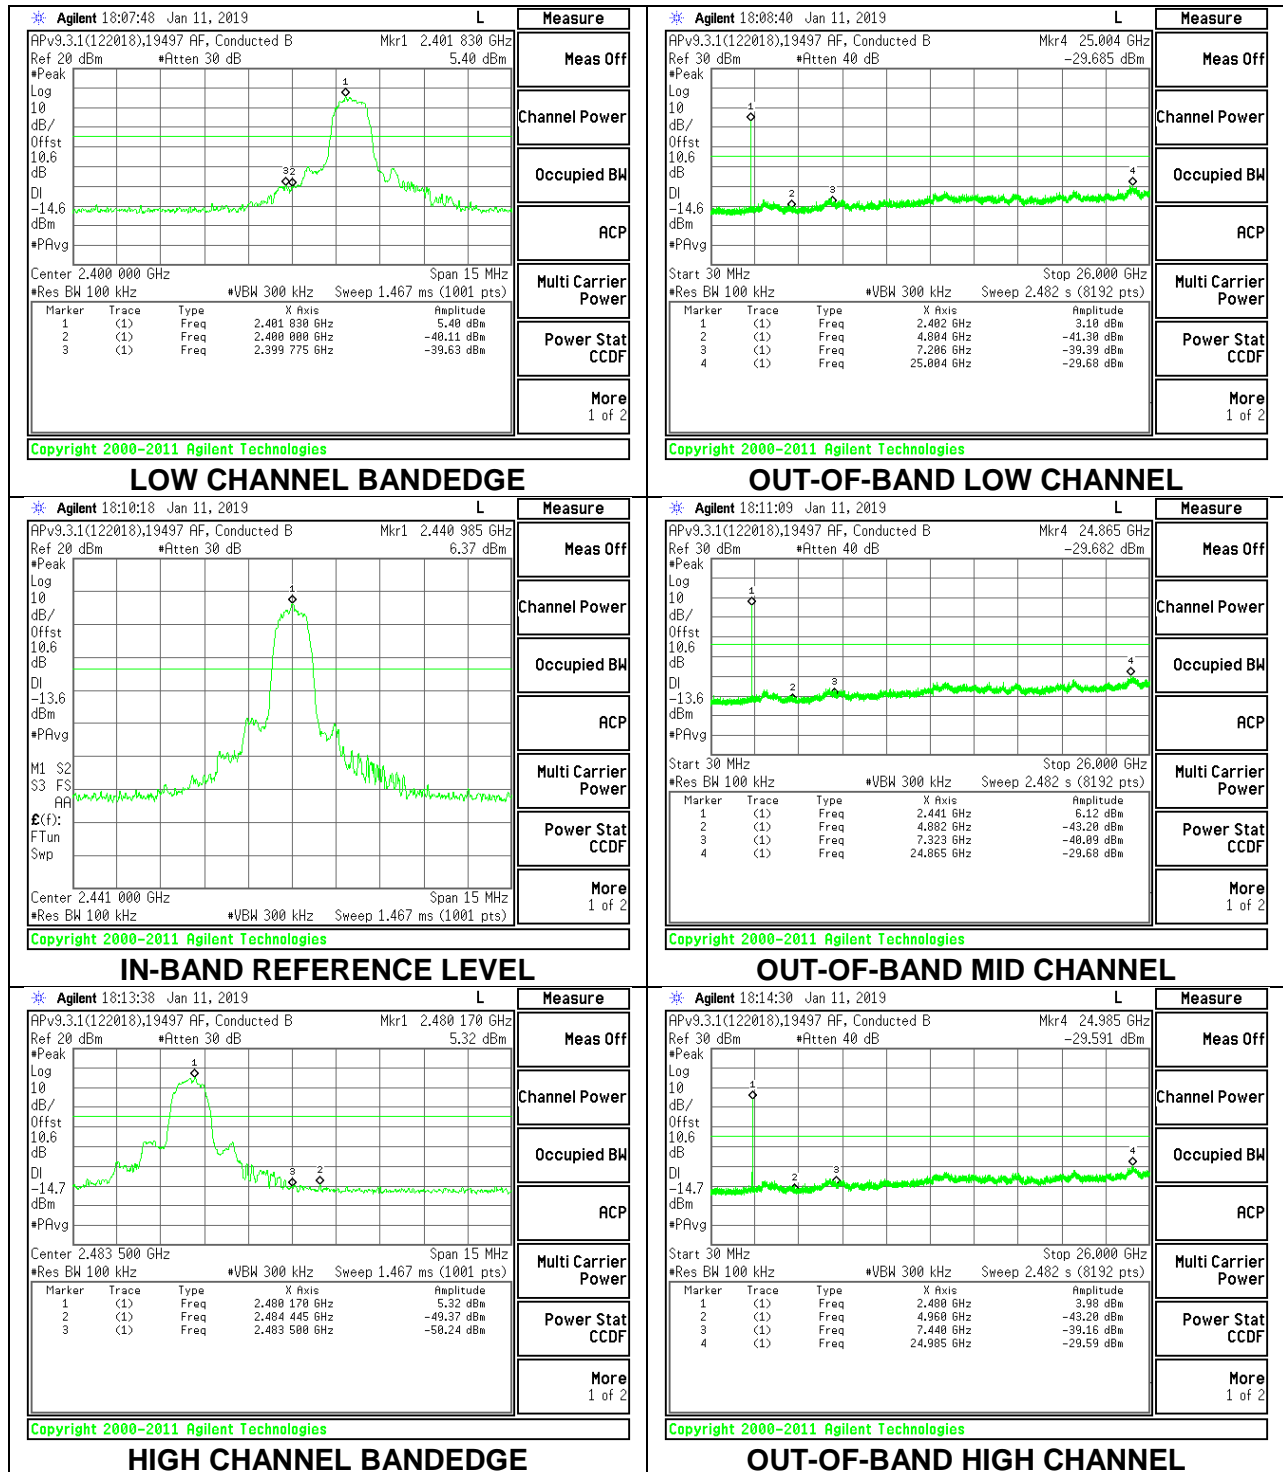 Agilent 18:07:48 Jan 11, 2019 L Measure
APv9.3.1(122018),19497 AF, Conducted B Mkr1 2.401 830 GHz
Ref 20 dBm #Atten 30 dB 5.40 dBm
#Peak
Log
10
dB/
Offst
10.6
dB
DI
-14.6
dBm
#PAvg
1
3 2
Center 2.400 000 GHz Span 15 MHz
#Res BW 100 kHz #VBW 300 kHz Sweep 1.467 ms (1001 pts)
Marker Trace Type X Axis Amplitude
1 (1) Freq 2.401 830 GHz 5.40 dBm
2 (1) Freq 2.400 000 GHz -40.11 dBm
3 (1) Freq 2.399 775 GHz -39.63 dBm
Meas Off
Channel Power
Occupied BW
ACP
Multi Carrier
Power
Power Stat
CCDF
More
1 of 2
Copyright 2000-2011 Agilent Technologies
LOW CHANNEL BANDEDGE
Agilent 18:08:40 Jan 11, 2019 L Measure
APv9.3.1(122018),19497 AF, Conducted B Mkr4 25.004 GHz
Ref 30 dBm #Atten 40 dB -29.685 dBm
#Peak
Log
10
dB/
Offst
10.6
dB
DI
-14.6
dBm
#PAvg
1
2
3
4
Start 30 MHz Stop 26.000 GHz
#Res BW 100 kHz #VBW 300 kHz Sweep 2.482 s (8192 pts)
Marker Trace Type X Axis Amplitude
1 (1) Freq 2.402 GHz 3.10 dBm
2 (1) Freq 4.804 GHz -41.30 dBm
3 (1) Freq 7.206 GHz -39.39 dBm
4 (1) Freq 25.004 GHz -29.68 dBm
Meas Off
Channel Power
Occupied BW
ACP
Multi Carrier
Power
Power Stat
CCDF
More
1 of 2
Copyright 2000-2011 Agilent Technologies
OUT-OF-BAND LOW CHANNEL
Agilent 18:10:18 Jan 11, 2019 L Measure
APv9.3.1(122018),19497 AF, Conducted B Mkr1 2.440 985 GHz
Ref 20 dBm #Atten 30 dB 6.37 dBm
#Peak
Log
10
dB/
Offst
10.6
dB
DI
-13.6
dBm
#PAvg
M1 S2
S3 FS
AA
£(f):
FTun
Swp
1
Center 2.441 000 GHz Span 15 MHz
#Res BW 100 kHz #VBW 300 kHz Sweep 1.467 ms (1001 pts)
Meas Off
Channel Power
Occupied BW
ACP
Multi Carrier
Power
Power Stat
CCDF
More
1 of 2
Copyright 2000-2011 Agilent Technologies
IN-BAND REFERENCE LEVEL
Agilent 18:11:09 Jan 11, 2019 L Measure
APv9.3.1(122018),19497 AF, Conducted B Mkr4 24.865 GHz
Ref 30 dBm #Atten 40 dB -29.682 dBm
#Peak
Log
10
dB/
Offst
10.6
dB
DI
-13.6
dBm
#PAvg
1
2
3
4
Start 30 MHz Stop 26.000 GHz
#Res BW 100 kHz #VBW 300 kHz Sweep 2.482 s (8192 pts)
Marker Trace Type X Axis Amplitude
1 (1) Freq 2.441 GHz 6.12 dBm
2 (1) Freq 4.882 GHz -43.20 dBm
3 (1) Freq 7.323 GHz -40.09 dBm
4 (1) Freq 24.865 GHz -29.68 dBm
Meas Off
Channel Power
Occupied BW
ACP
Multi Carrier
Power
Power Stat
CCDF
More
1 of 2
Copyright 2000-2011 Agilent Technologies
OUT-OF-BAND MID CHANNEL
Agilent 18:13:38 Jan 11, 2019 L Measure
APv9.3.1(122018),19497 AF, Conducted B Mkr1 2.480 170 GHz
Ref 20 dBm #Atten 30 dB 5.32 dBm
#Peak
Log
10
dB/
Offst
10.6
dB
DI
-14.7
dBm
#PAvg
1
3 2
Center 2.483 500 GHz Span 15 MHz
#Res BW 100 kHz #VBW 300 kHz Sweep 1.467 ms (1001 pts)
Marker Trace Type X Axis Amplitude
1 (1) Freq 2.480 170 GHz 5.32 dBm
2 (1) Freq 2.484 445 GHz -49.37 dBm
3 (1) Freq 2.483 500 GHz -50.24 dBm
Meas Off
Channel Power
Occupied BW
ACP
Multi Carrier
Power
Power Stat
CCDF
More
1 of 2
Copyright 2000-2011 Agilent Technologies
HIGH CHANNEL BANDEDGE
Agilent 18:14:30 Jan 11, 2019 L Measure
APv9.3.1(122018),19497 AF, Conducted B Mkr4 24.985 GHz
Ref 30 dBm #Atten 40 dB -29.591 dBm
#Peak
Log
10
dB/
Offst
10.6
dB
DI
-14.7
dBm
#PAvg
1
2
3
4
Start 30 MHz Stop 26.000 GHz
#Res BW 100 kHz #VBW 300 kHz Sweep 2.482 s (8192 pts)
Marker Trace Type X Axis Amplitude
1 (1) Freq 2.480 GHz 3.98 dBm
2 (1) Freq 4.960 GHz -43.20 dBm
3 (1) Freq 7.440 GHz -39.16 dBm
4 (1) Freq 24.985 GHz -29.59 dBm
Meas Off
Channel Power
Occupied BW
ACP
Multi Carrier
Power
Power Stat
CCDF
More
1 of 2
Copyright 2000-2011 Agilent Technologies
OUT-OF-BAND HIGH CHANNEL